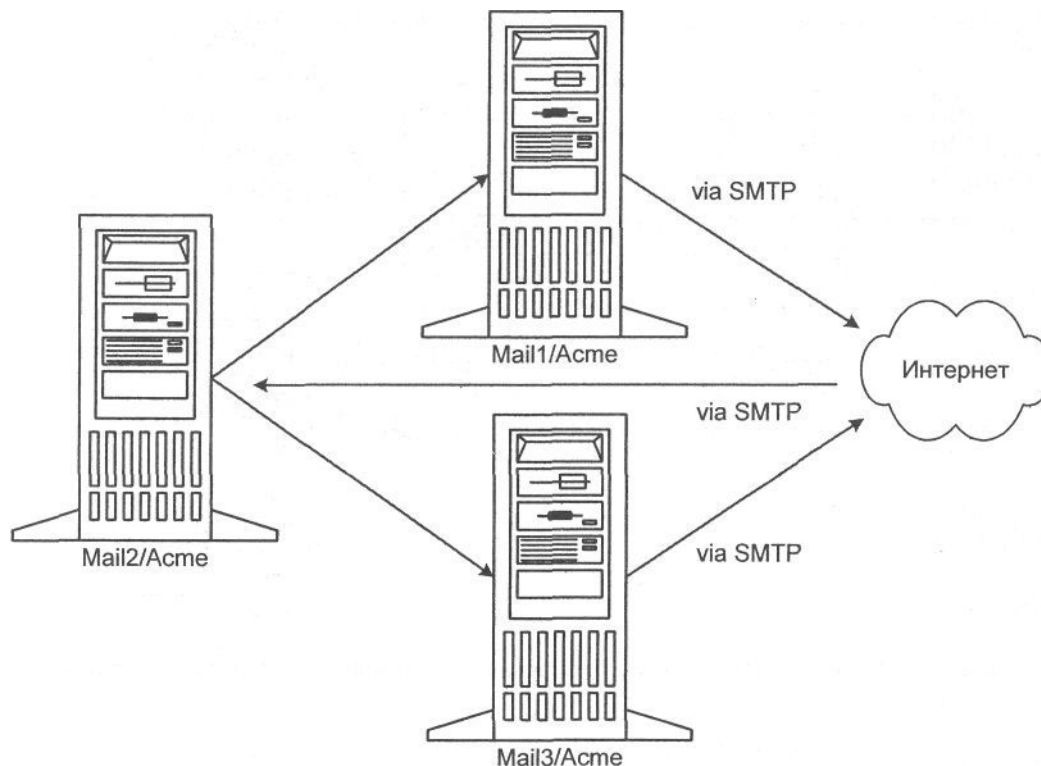 via SMTP
Mail1/Acme
Интернет
via SMTP
Mail2/Acme
via SMTP
Mail3/Acme